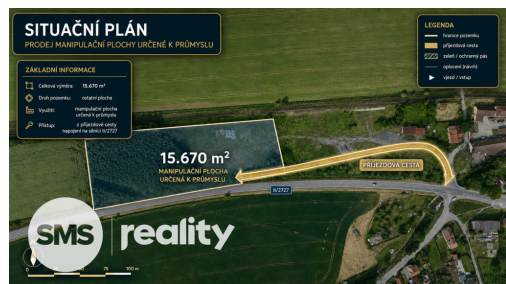 SITUAČNÍ PLÁN
PRODEJ MANIPULAČNÍ PLOCHY URČENÉ K PRŮMYSLU
ZÁKLADNÍ INFORMACE
Celková výměra: 15.670 m²
Druh pozemku: ostatní plocha
Využití: manipulační plocha
určená k průmyslu
Přístup: z příjezdové cesty
napojení na silnici II/2727
LEGENDA
hranice pozemku
příjezdová cesta
zeleň / ochranný pás
oplocení (návrh)
vjezd / vstup
15.670 m²
MANIPULAČNÍ PLOCHA
URČENÁ K PRŮMYSLU
PŘÍJEZDOVÁ CESTA
II/2727
SMS reality
0 75 100 m